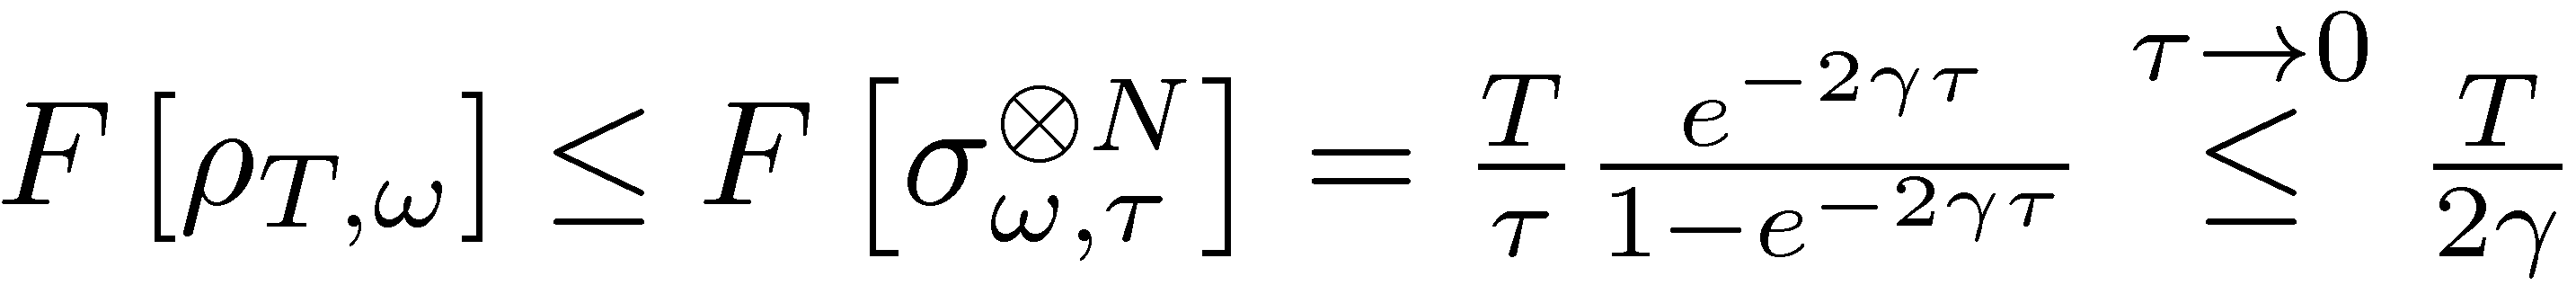 F [ρ_{T,ω}] ≤ F [σ_{ω,τ}^{⊗N}] = \frac{T}{τ} \frac{e^{-2γτ}}{1-e^{-2γτ}} \overset{τ→0}{≤} \frac{T}{2γ}